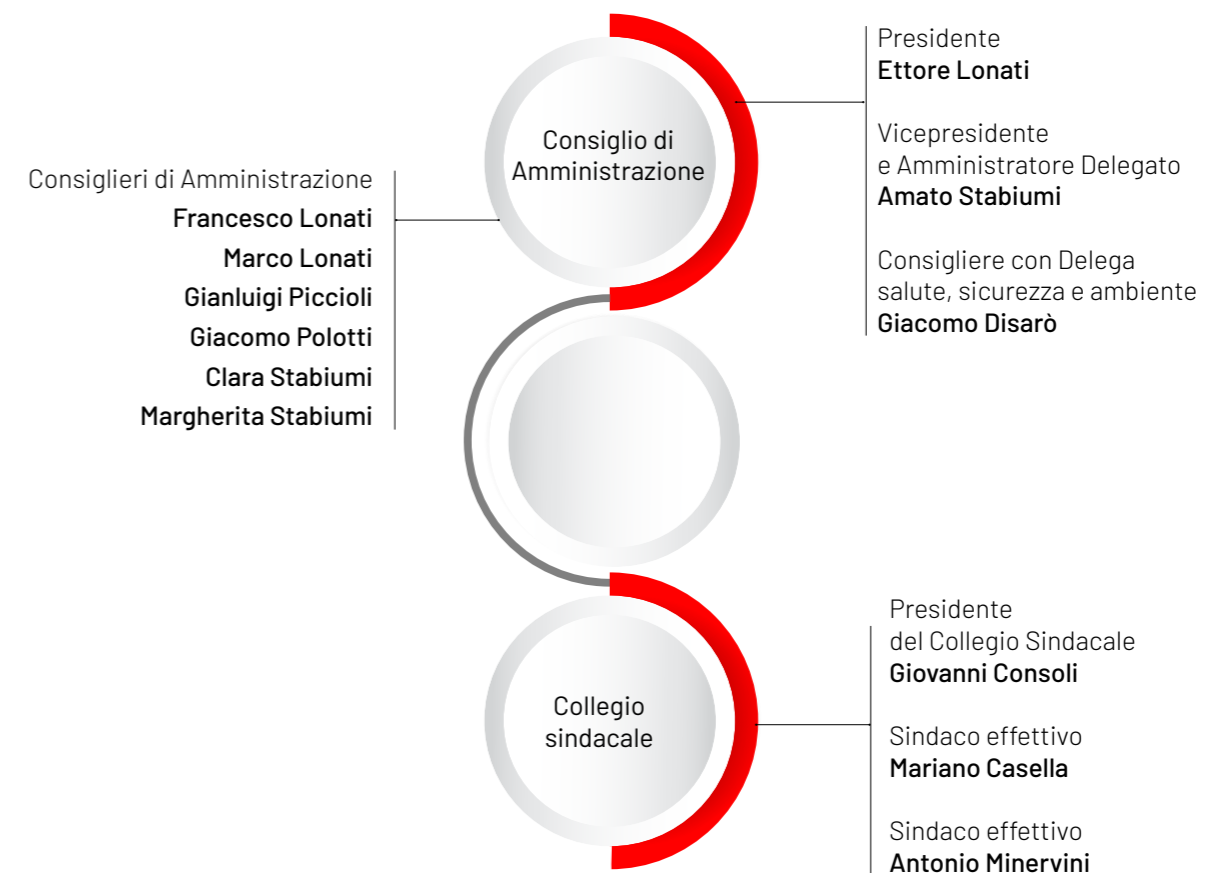 Consiglio di
Amministrazione
Presidente
Ettore Lonati
Vicepresidente
e Amministratore Delegato
Amato Stabiumi
Consigliere con Delega
salute, sicurezza e ambiente
Giacomo Disarò
Consiglieri di Amministrazione
Francesco Lonati
Marco Lonati
Gianluigi Piccioli
Giacomo Polotti
Clara Stabiumi
Margherita Stabiumi
Collegio
sindacale
Presidente
del Collegio Sindacale
Giovanni Consoli
Sindaco effettivo
Mariano Casella
Sindaco effettivo
Antonio Minervini